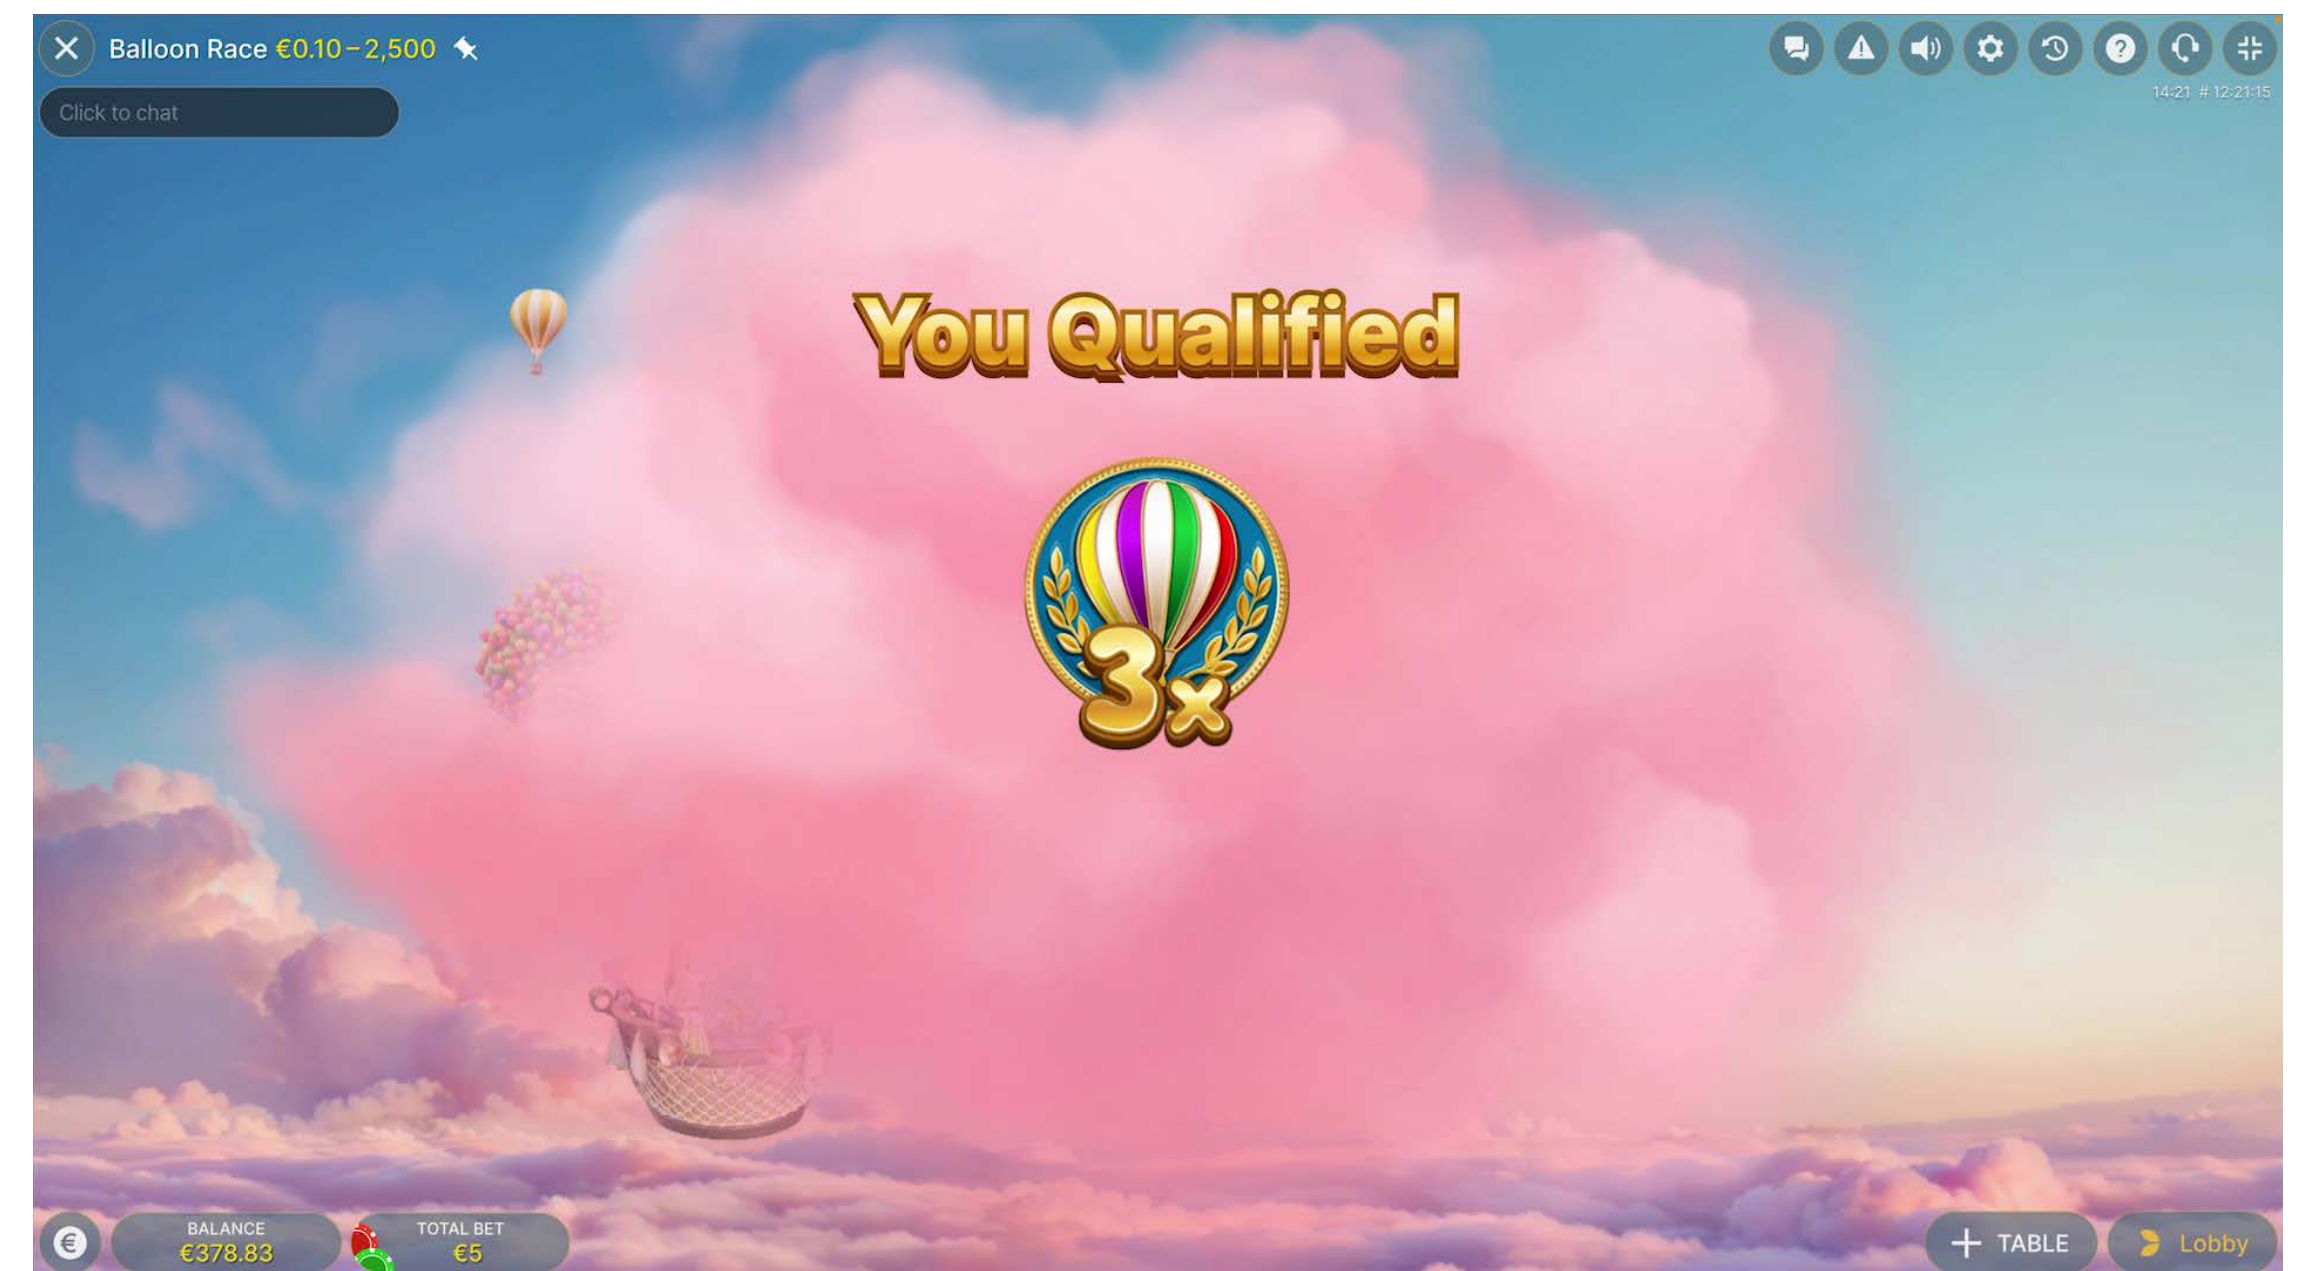 Balloon Race €0.10–2,500
Click to chat
14:21 # 12:21:15
You Qualified
3x
BALANCE
€378.83
TOTAL BET
€5
TABLE
Lobby